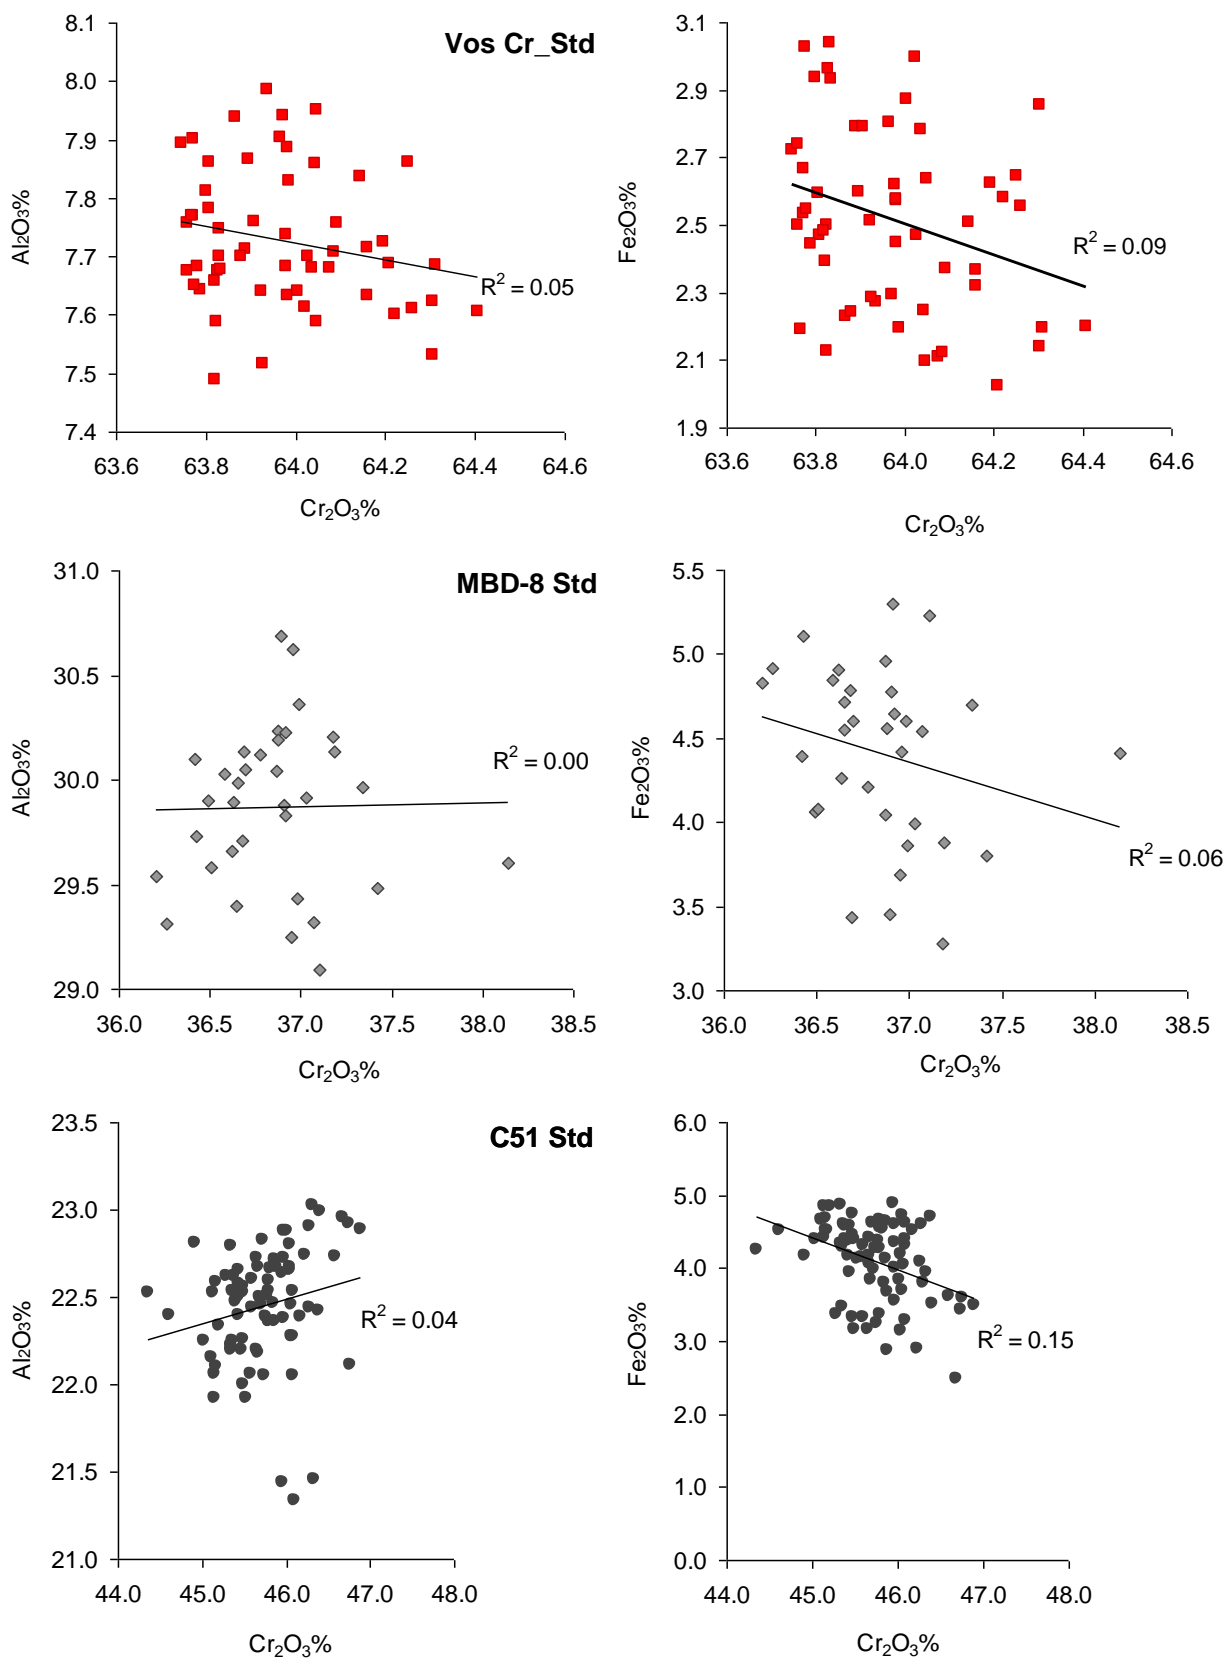 Vos Cr_Std
8.1
8.0
7.9
7.8
7.7
7.6
7.5
7.4
Al₂O₃%
R² = 0.05
63.6 63.8 64.0 64.2 64.4 64.6
Cr₂O₃%
3.1
2.9
2.7
2.5
2.3
2.1
1.9
Fe₂O₃%
R² = 0.09
63.6 63.8 64.0 64.2 64.4 64.6
Cr₂O₃%
MBD-8 Std
31.0
30.5
30.0
29.5
29.0
Al₂O₃%
R² = 0.00
36.0 36.5 37.0 37.5 38.0 38.5
Cr₂O₃%
5.5
5.0
4.5
4.0
3.5
3.0
Fe₂O₃%
R² = 0.06
36.0 36.5 37.0 37.5 38.0 38.5
Cr₂O₃%
C51 Std
23.5
23.0
22.5
22.0
21.5
21.0
Al₂O₃%
R² = 0.04
44.0 45.0 46.0 47.0 48.0
Cr₂O₃%
6.0
5.0
4.0
3.0
2.0
1.0
0.0
Fe₂O₃%
R² = 0.15
44.0 45.0 46.0 47.0 48.0
Cr₂O₃%